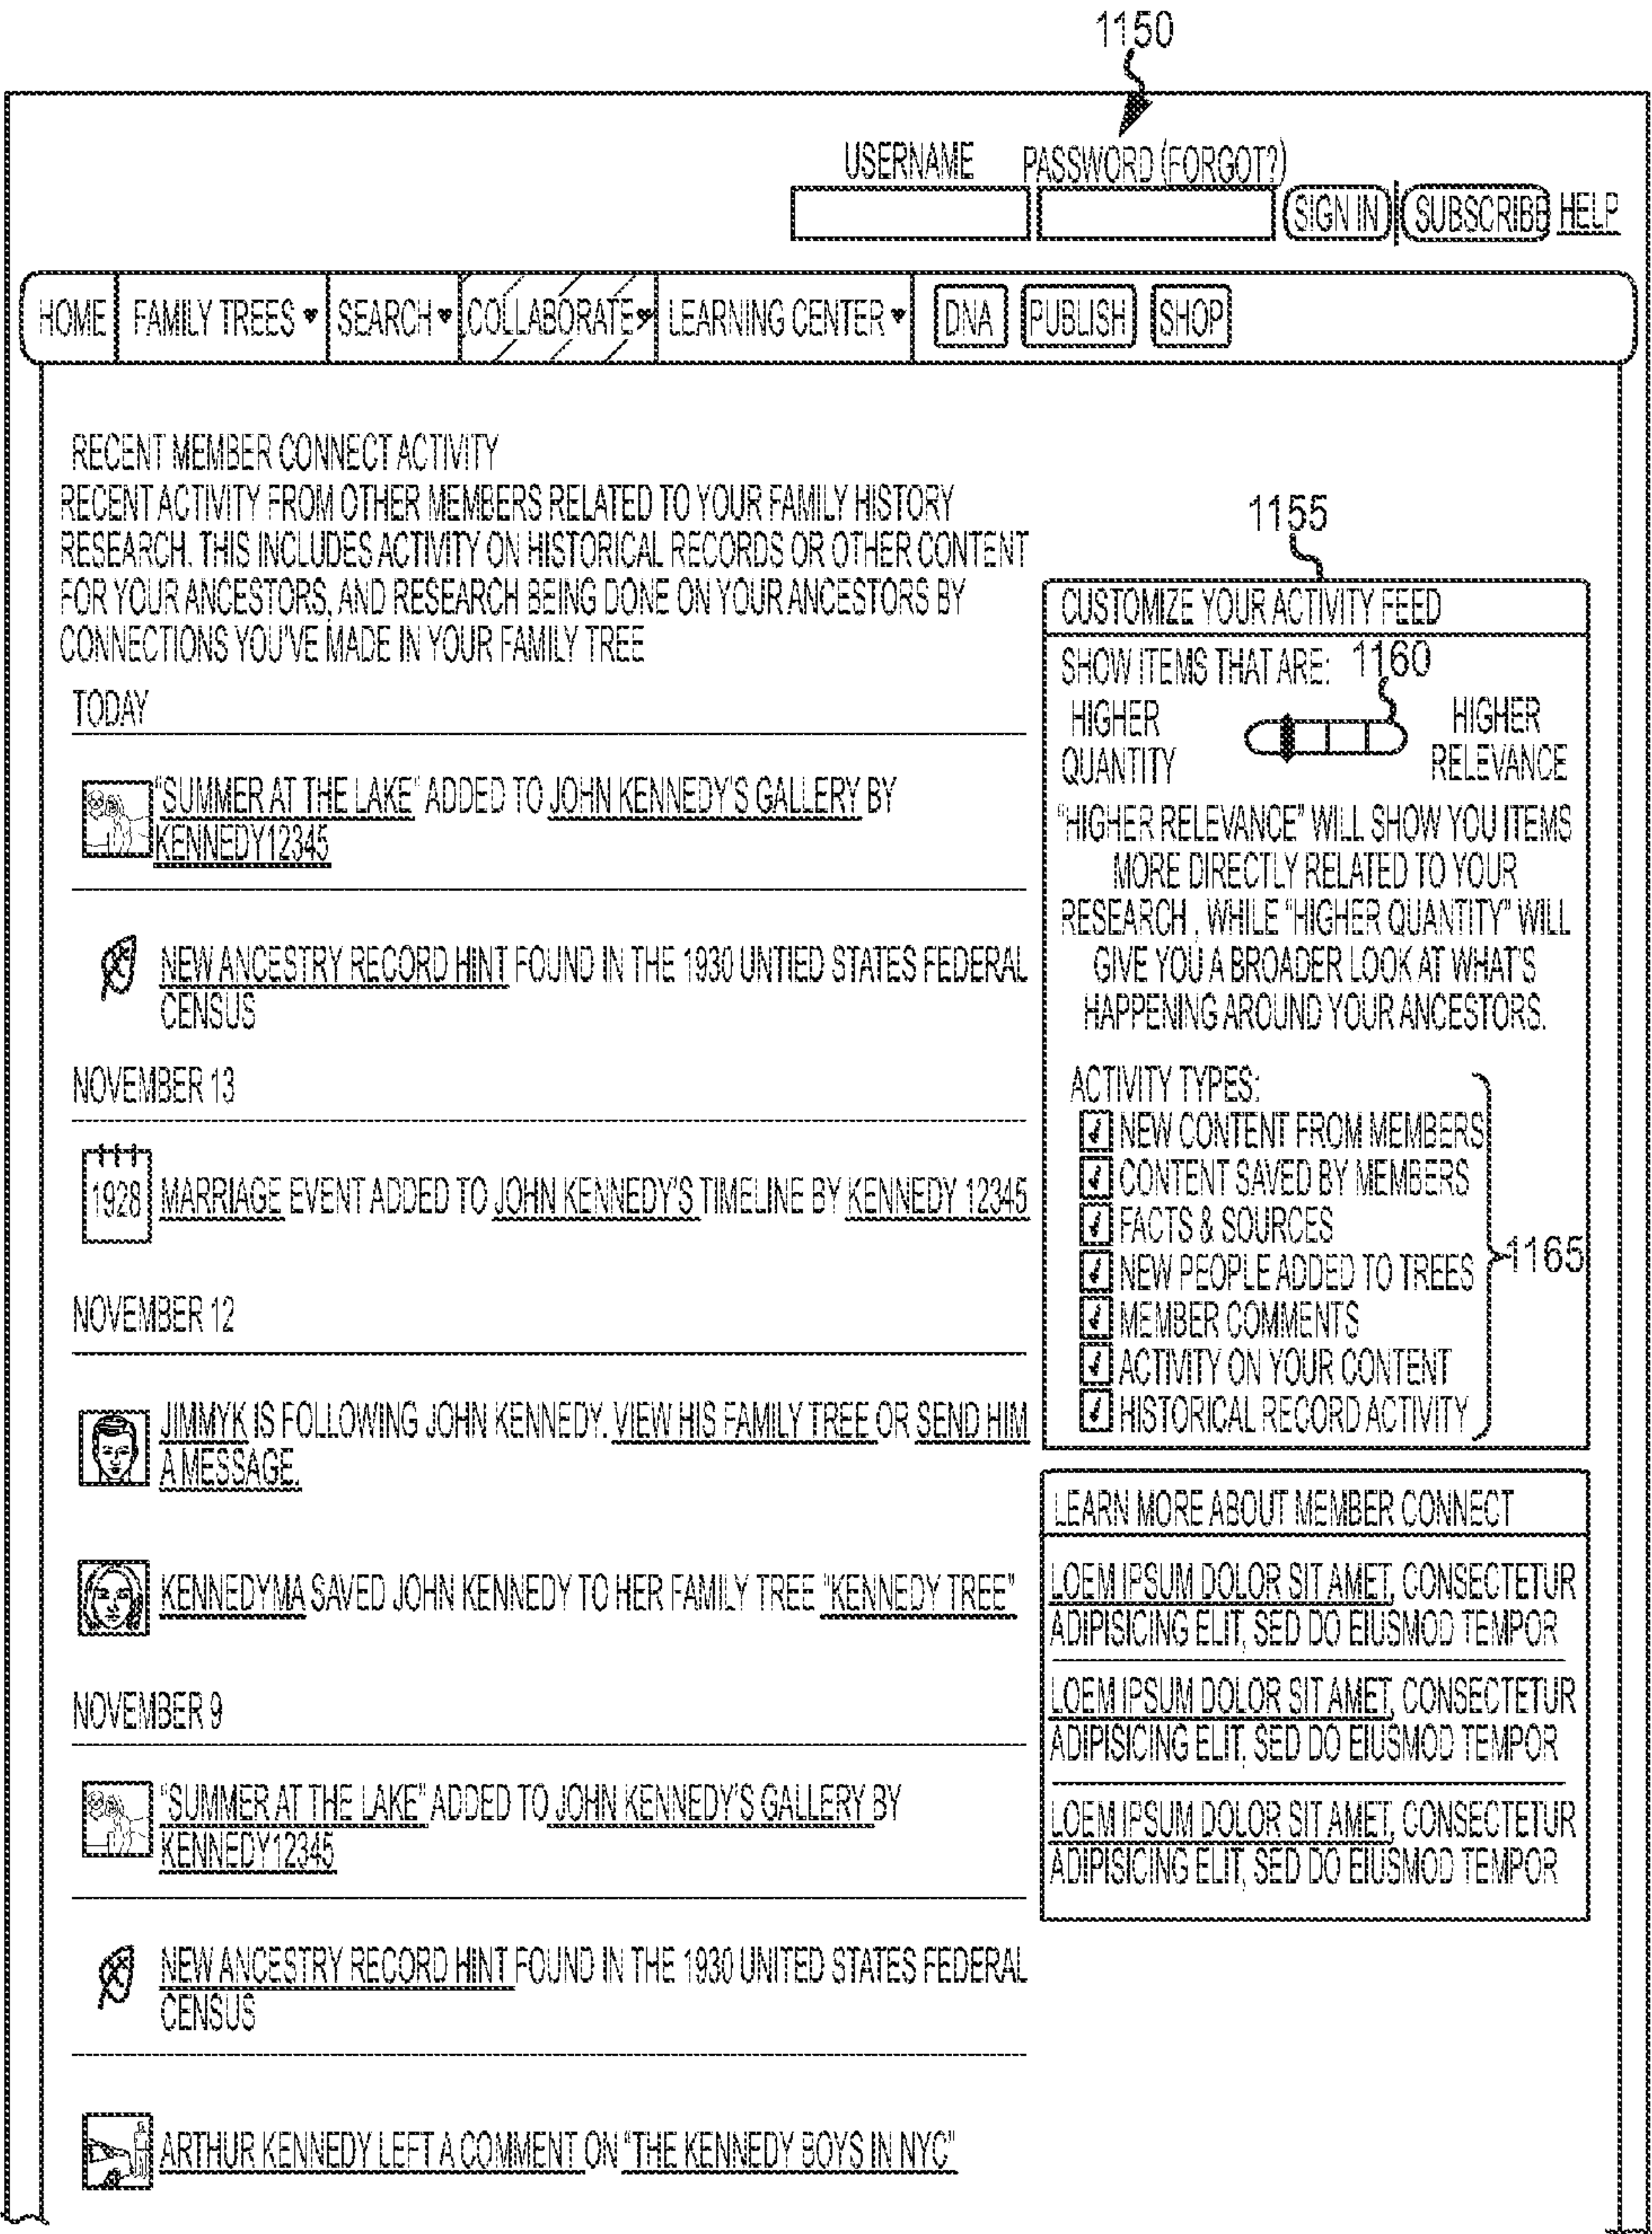 1150
USERNAME PASSWORD (FORGOT?)
SIGN IN SUBSCRIBE HELP
HOME FAMILY TREES SEARCH COLLABORATE LEARNING CENTER DNA PUBLISH SHOP
RECENT MEMBER CONNECT ACTIVITY
RECENT ACTIVITY FROM OTHER MEMBERS RELATED TO YOUR FAMILY HISTORY
RESEARCH. THIS INCLUDES ACTIVITY ON HISTORICAL RECORDS OR OTHER CONTENT
FOR YOUR ANCESTORS, AND RESEARCH BEING DONE ON YOUR ANCESTORS BY
CONNECTIONS YOU'VE MADE IN YOUR FAMILY TREE
TODAY
"SUMMER AT THE LAKE" ADDED TO JOHN KENNEDY'S GALLERY BY
KENNEDY12345
NEW ANCESTRY RECORD HINT FOUND IN THE 1930 UNTIED STATES FEDERAL
CENSUS
NOVEMBER 13
1928 MARRIAGE EVENT ADDED TO JOHN KENNEDY'S TIMELINE BY KENNEDY 12345
NOVEMBER 12
JIMMYK IS FOLLOWING JOHN KENNEDY. VIEW HIS FAMILY TREE OR SEND HIM
A MESSAGE.
KENNEDYMA SAVED JOHN KENNEDY TO HER FAMILY TREE "KENNEDY TREE"
NOVEMBER 9
"SUMMER AT THE LAKE" ADDED TO JOHN KENNEDY'S GALLERY BY
KENNEDY12345
NEW ANCESTRY RECORD HINT FOUND IN THE 1930 UNITED STATES FEDERAL
CENSUS
ARTHUR KENNEDY LEFT A COMMENT ON "THE KENNEDY BOYS IN NYC"
1155
CUSTOMIZE YOUR ACTIVITY FEED
SHOW ITEMS THAT ARE: 1160
HIGHER HIGHER
QUANTITY RELEVANCE
"HIGHER RELEVANCE" WILL SHOW YOU ITEMS
MORE DIRECTLY RELATED TO YOUR
RESEARCH , WHILE "HIGHER QUANTITY" WILL
GIVE YOU A BROADER LOOK AT WHAT'S
HAPPENING AROUND YOUR ANCESTORS.
ACTIVITY TYPES:
NEW CONTENT FROM MEMBERS
CONTENT SAVED BY MEMBERS
FACTS & SOURCES
NEW PEOPLE ADDED TO TREES
1165
MEMBER COMMENTS
ACTIVITY ON YOUR CONTENT
HISTORICAL RECORD ACTIVITY
LEARN MORE ABOUT MEMBER CONNECT
LOEM IPSUM DOLOR SIT AMET, CONSECTETUR
ADIPISICING ELIT, SED DO EIUSMOD TEMPOR
LOEM IPSUM DOLOR SIT AMET, CONSECTETUR
ADIPISICING ELIT, SED DO EIUSMOD TEMPOR
LOEM IPSUM DOLOR SIT AMET, CONSECTETUR
ADIPISICING ELIT, SED DO EIUSMOD TEMPOR